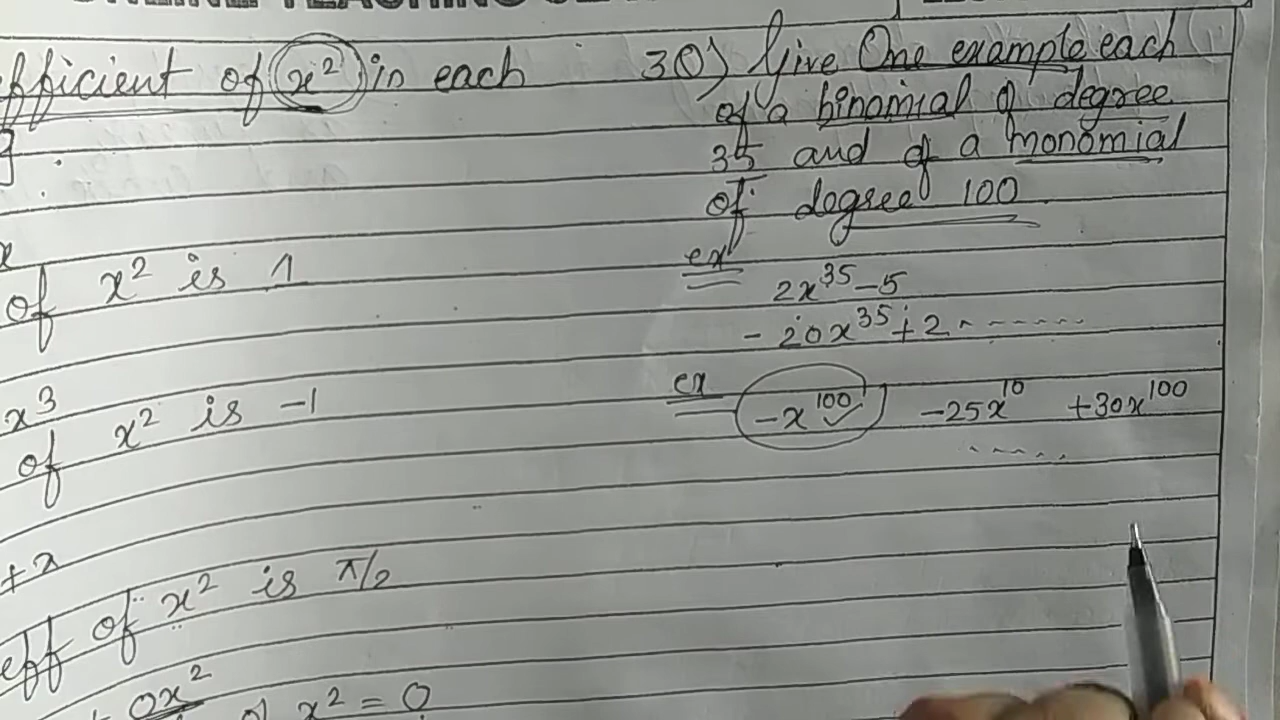 efficient of x² in each
of x² is 1
x³
of x² is -1
+ x
eff of x² is π/2
0x²
x² = 0
3Q) Give One example each
of a binomial of degree
35 and of a monomial
of degree 100
ex
2x³⁵-5
- 20x³⁵+2 ------
ex -x¹⁰⁰ -25x¹⁰ +30x¹⁰⁰